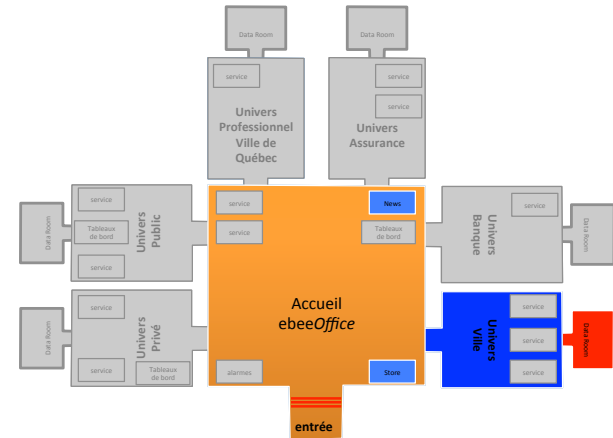 Data Room
Data Room
service
Univers
Professionnel
Ville de
Québec
service
service
Univers
Assurance
service
Tableaux
de bord
service
Univers
Public
Data Room
service
service
News
Tableaux
de bord
service
Univers
Banque
Data Room
Accueil
ebeeOffice
service
service
Tableaux
de bord
Univers
Privé
Data Room
alarmes
Store
Univers
Ville
service
service
service
Data Room
entrée